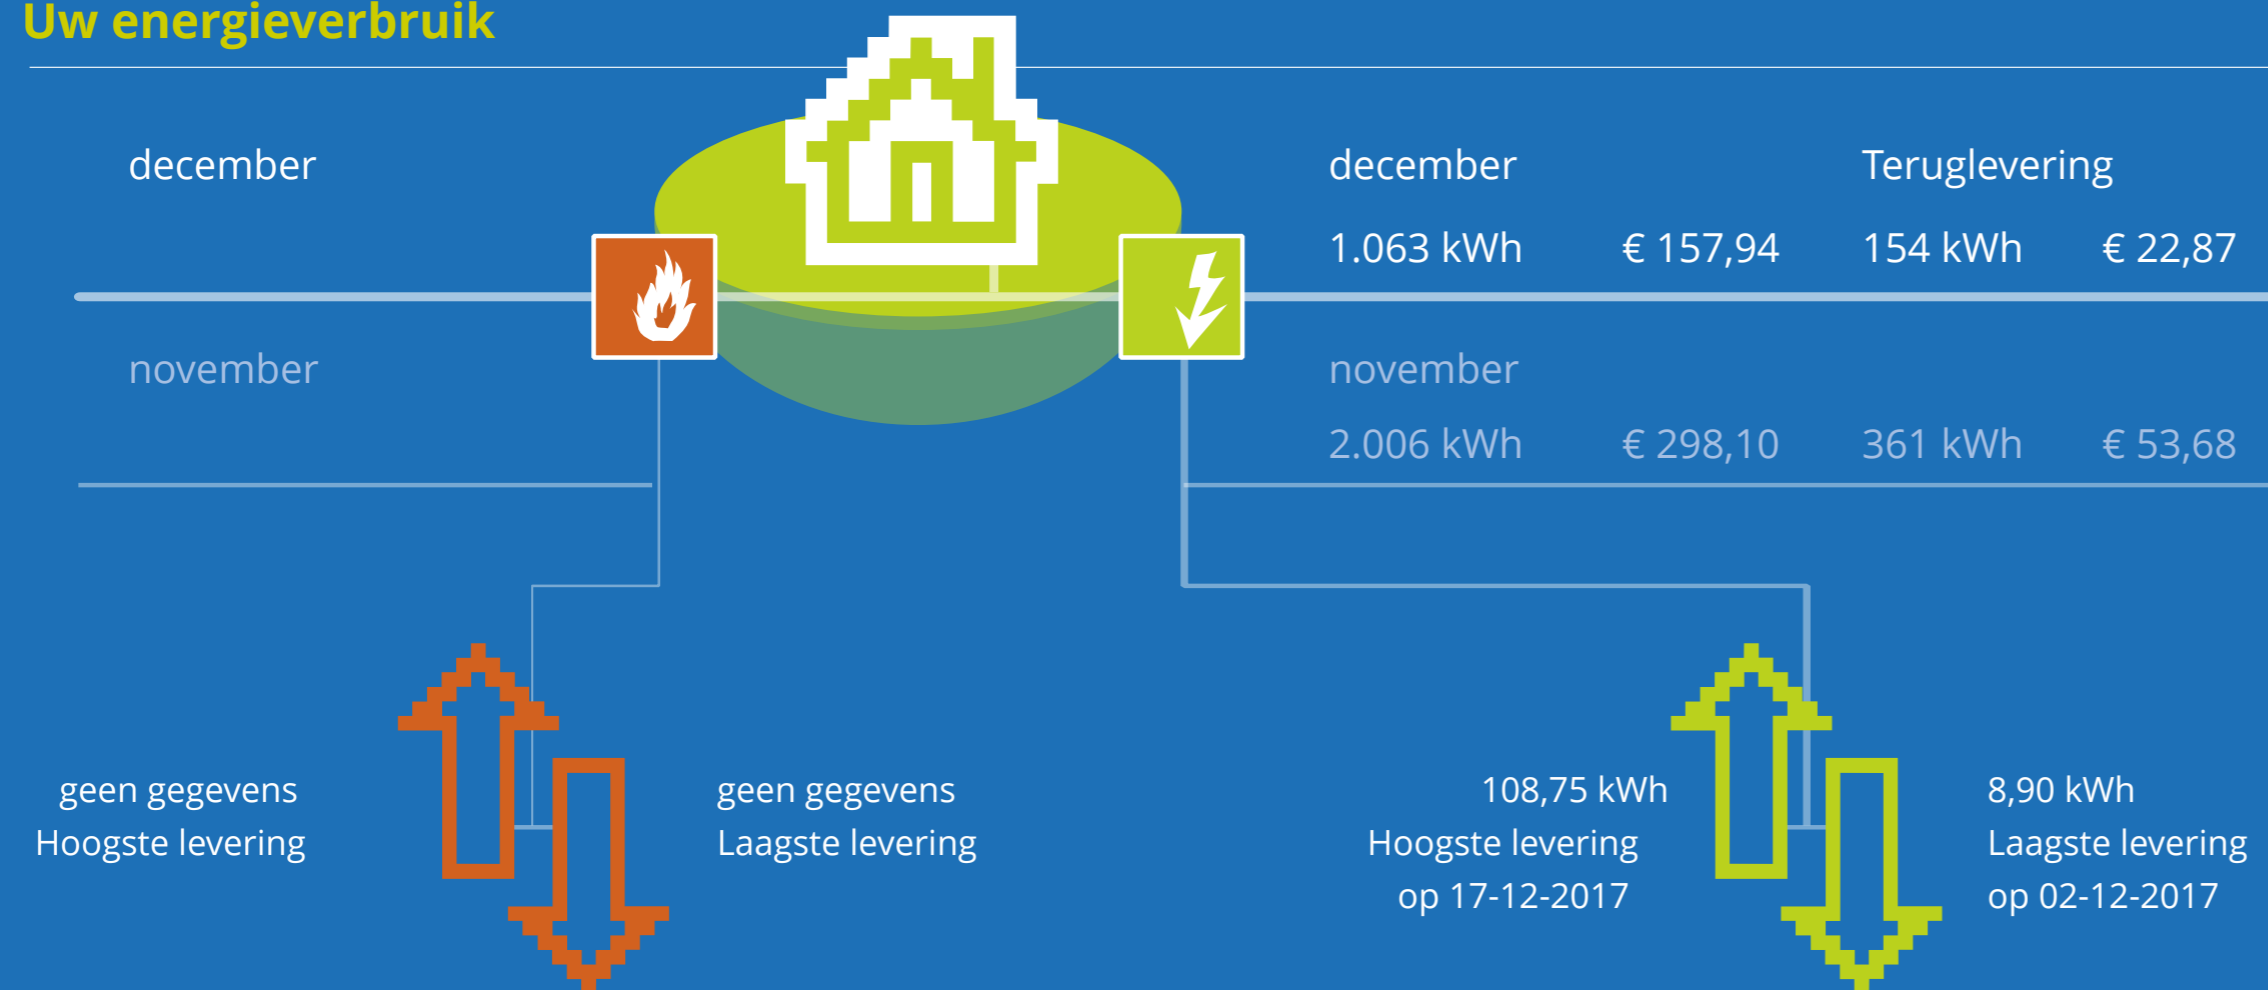 Uw energieverbruik
december
december Teruglevering
1.063 kWh € 157,94 154 kWh € 22,87
november
november
2.006 kWh € 298,10 361 kWh € 53,68
geen gegevens
Hoogste levering
geen gegevens
Laagste levering
108,75 kWh
Hoogste levering
op 17-12-2017
8,90 kWh
Laagste levering
op 02-12-2017